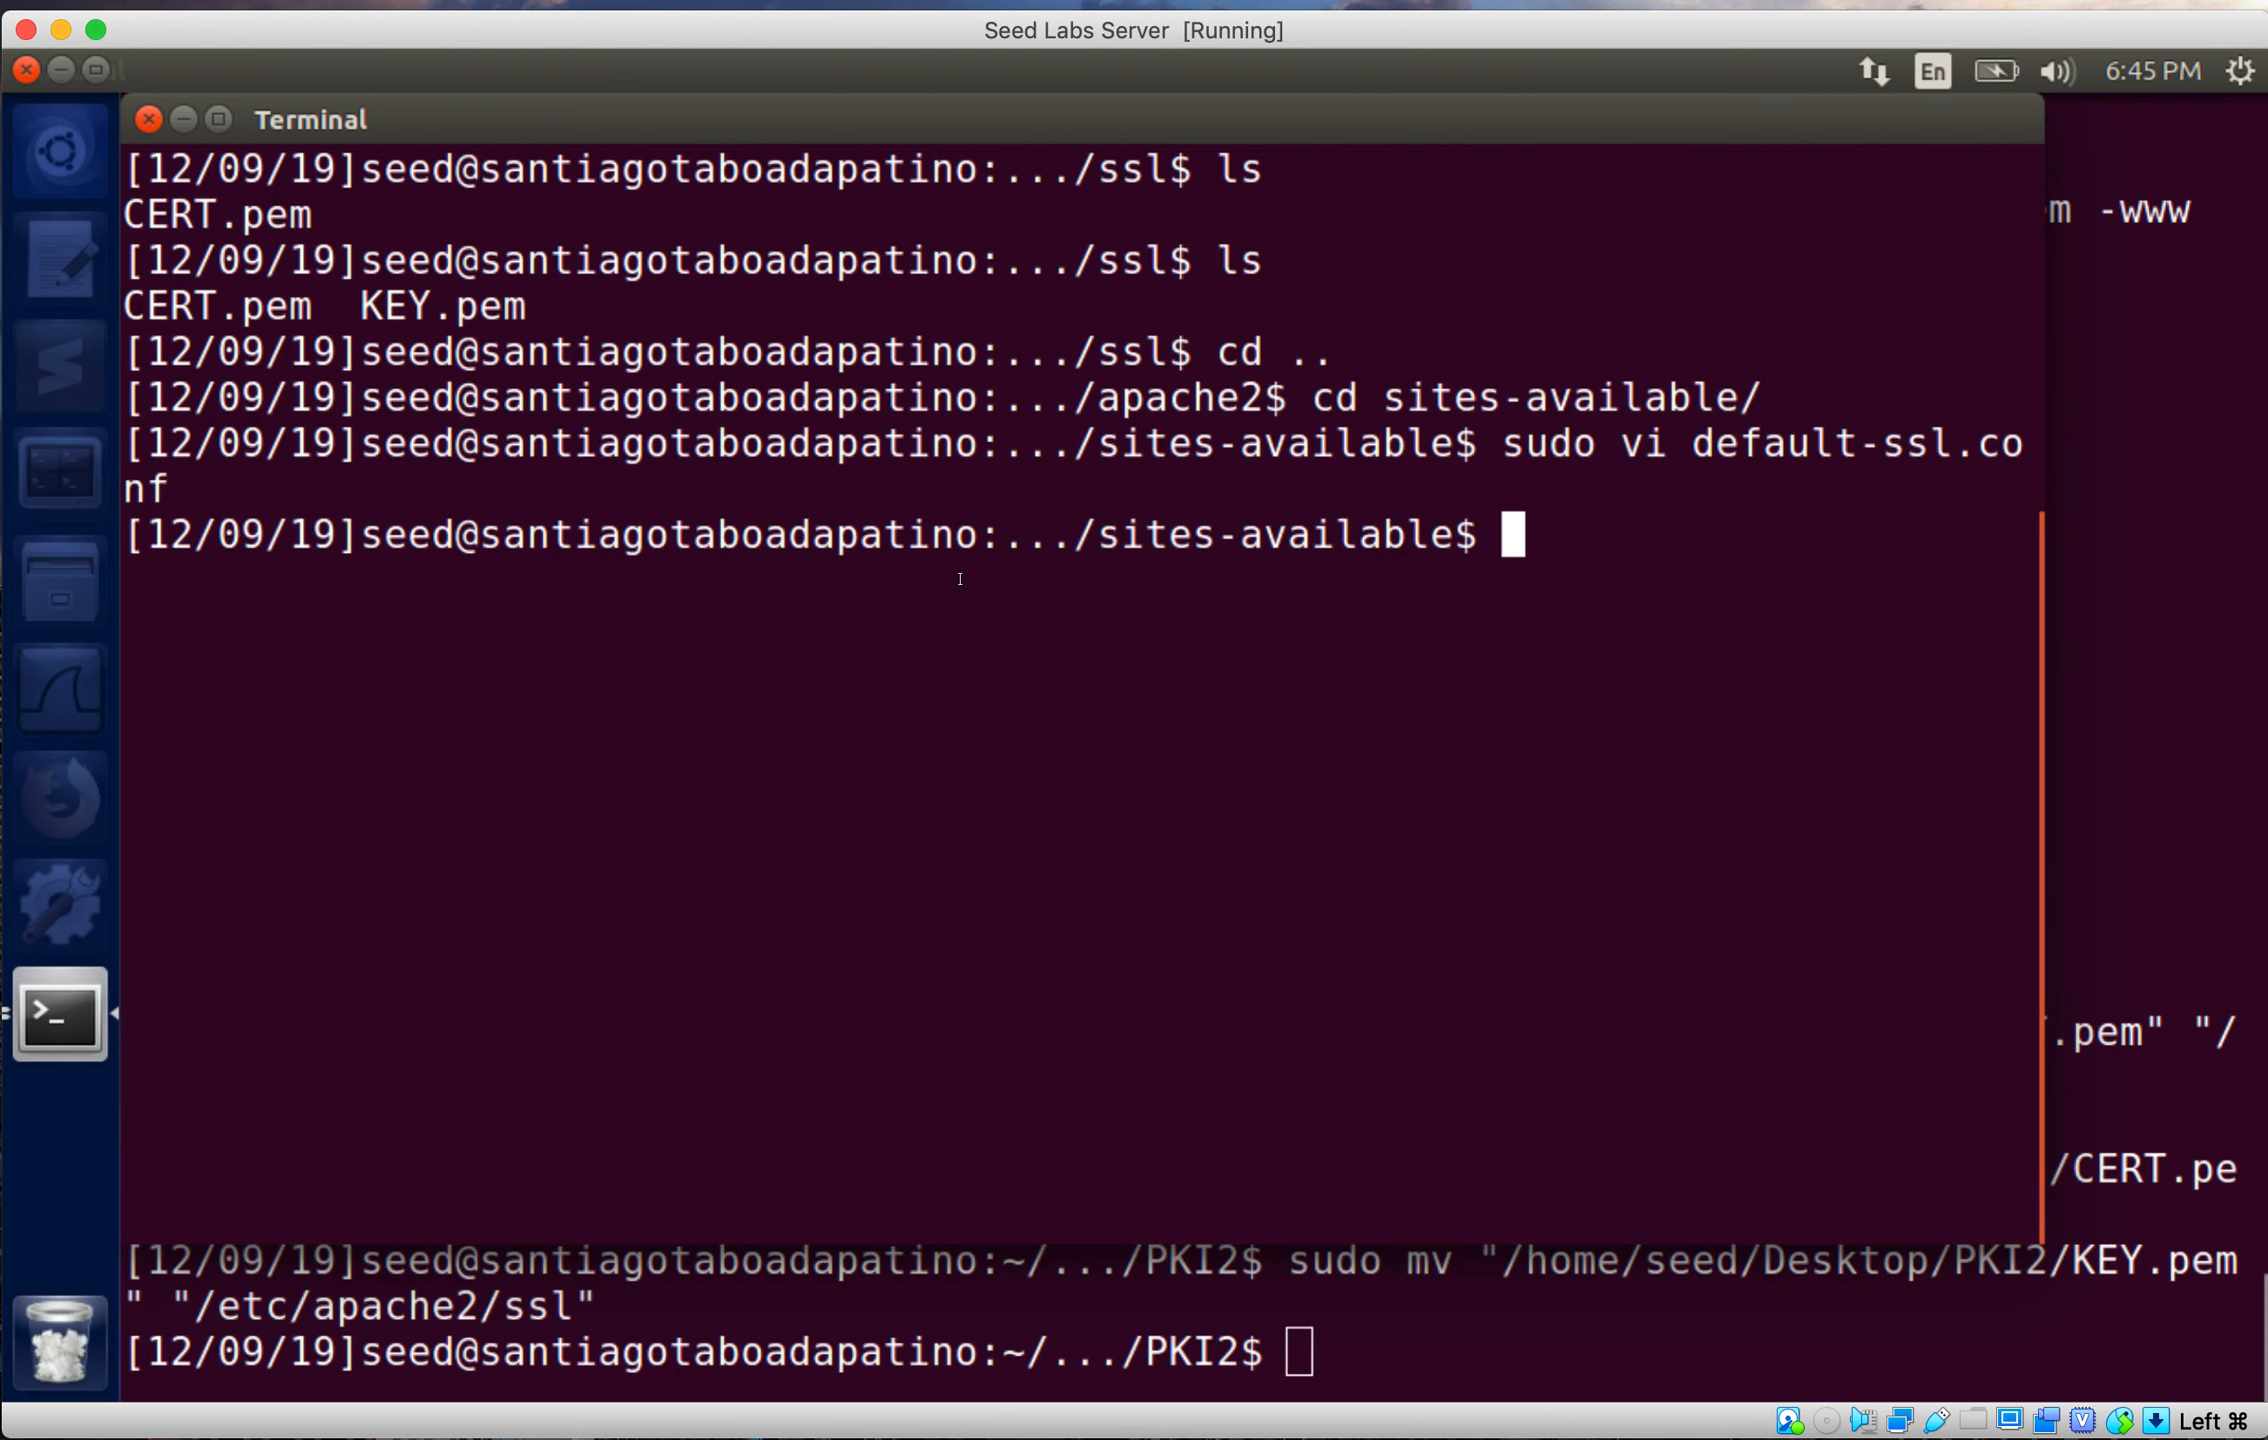 Seed Labs Server [Running]
En
6:45 PM
Terminal
[12/09/19]seed@santiagotaboadapatino:.../ssl$ ls
CERT.pem
[12/09/19]seed@santiagotaboadapatino:.../ssl$ ls
CERT.pem  KEY.pem
[12/09/19]seed@santiagotaboadapatino:.../ssl$ cd ..
[12/09/19]seed@santiagotaboadapatino:.../apache2$ cd sites-available/
[12/09/19]seed@santiagotaboadapatino:.../sites-available$ sudo vi default-ssl.co
nf
[12/09/19]seed@santiagotaboadapatino:.../sites-available$
-www
.pem" "/
/CERT.pe
[12/09/19]seed@santiagotaboadapatino:~/.../PKI2$ sudo mv "/home/seed/Desktop/PKI2/KEY.pem
" "/etc/apache2/ssl"
[12/09/19]seed@santiagotaboadapatino:~/.../PKI2$
Left ⌘